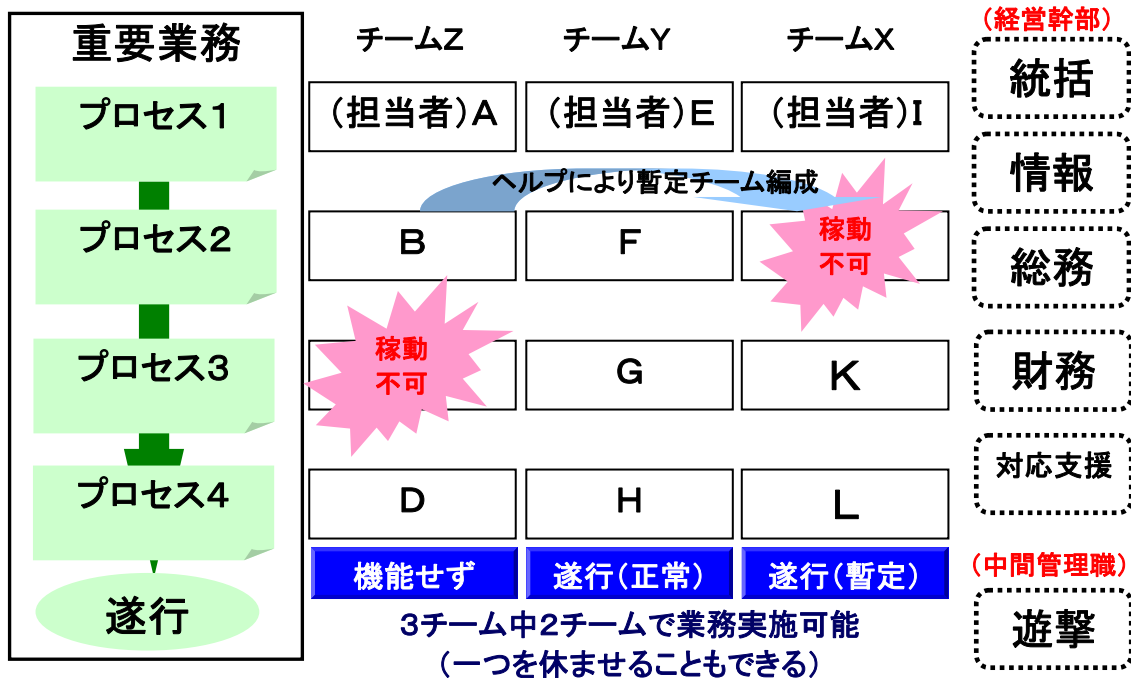 重要業務
プロセス1
プロセス2
プロセス3
プロセス4
遂行
チームZ
チームY
チームX
(担当者)A
(担当者)E
(担当者)I
ヘルプにより暫定チーム編成
B
F
稼動
不可
稼動
不可
G
K
D
H
L
機能せず
遂行(正常)
遂行(暫定)
3チーム中2チームで業務実施可能
(一つを休ませることもできる)
(経営幹部)
統括
情報
総務
財務
対応支援
(中間管理職)
遊撃